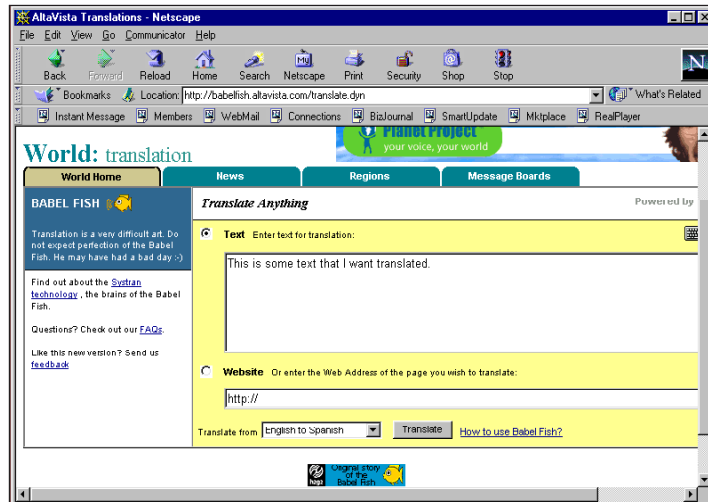 AltaVista Translations - Netscape
File Edit View Go Communicator Help
Back Forward Reload Home Search Netscape Print Security Shop Stop
N
Bookmarks Location: http://babelfish.altavista.com/translate.dyn What's Related
Instant Message Members WebMail Connections BizJournal SmartUpdate Mktplace RealPlayer
Planet Project
your voice, your world
World: translation
World Home News Regions Message Boards
BABEL FISH
Translation is a very difficult art. Do
not expect perfection of the Babel
Fish. He may have had a bad day :-)
Find out about the Systran
technology , the brains of the Babel
Fish.
Questions? Check out our FAQs.
Like this new version? Send us
feedback
Translate Anything Powered by
Text Enter text for translation:
This is some text that I want translated.
Website Or enter the Web Address of the page you wish to translate:
http://
Translate from English to Spanish Translate How to use Babel Fish?
h2g2
Original story
of the
Babel Fish